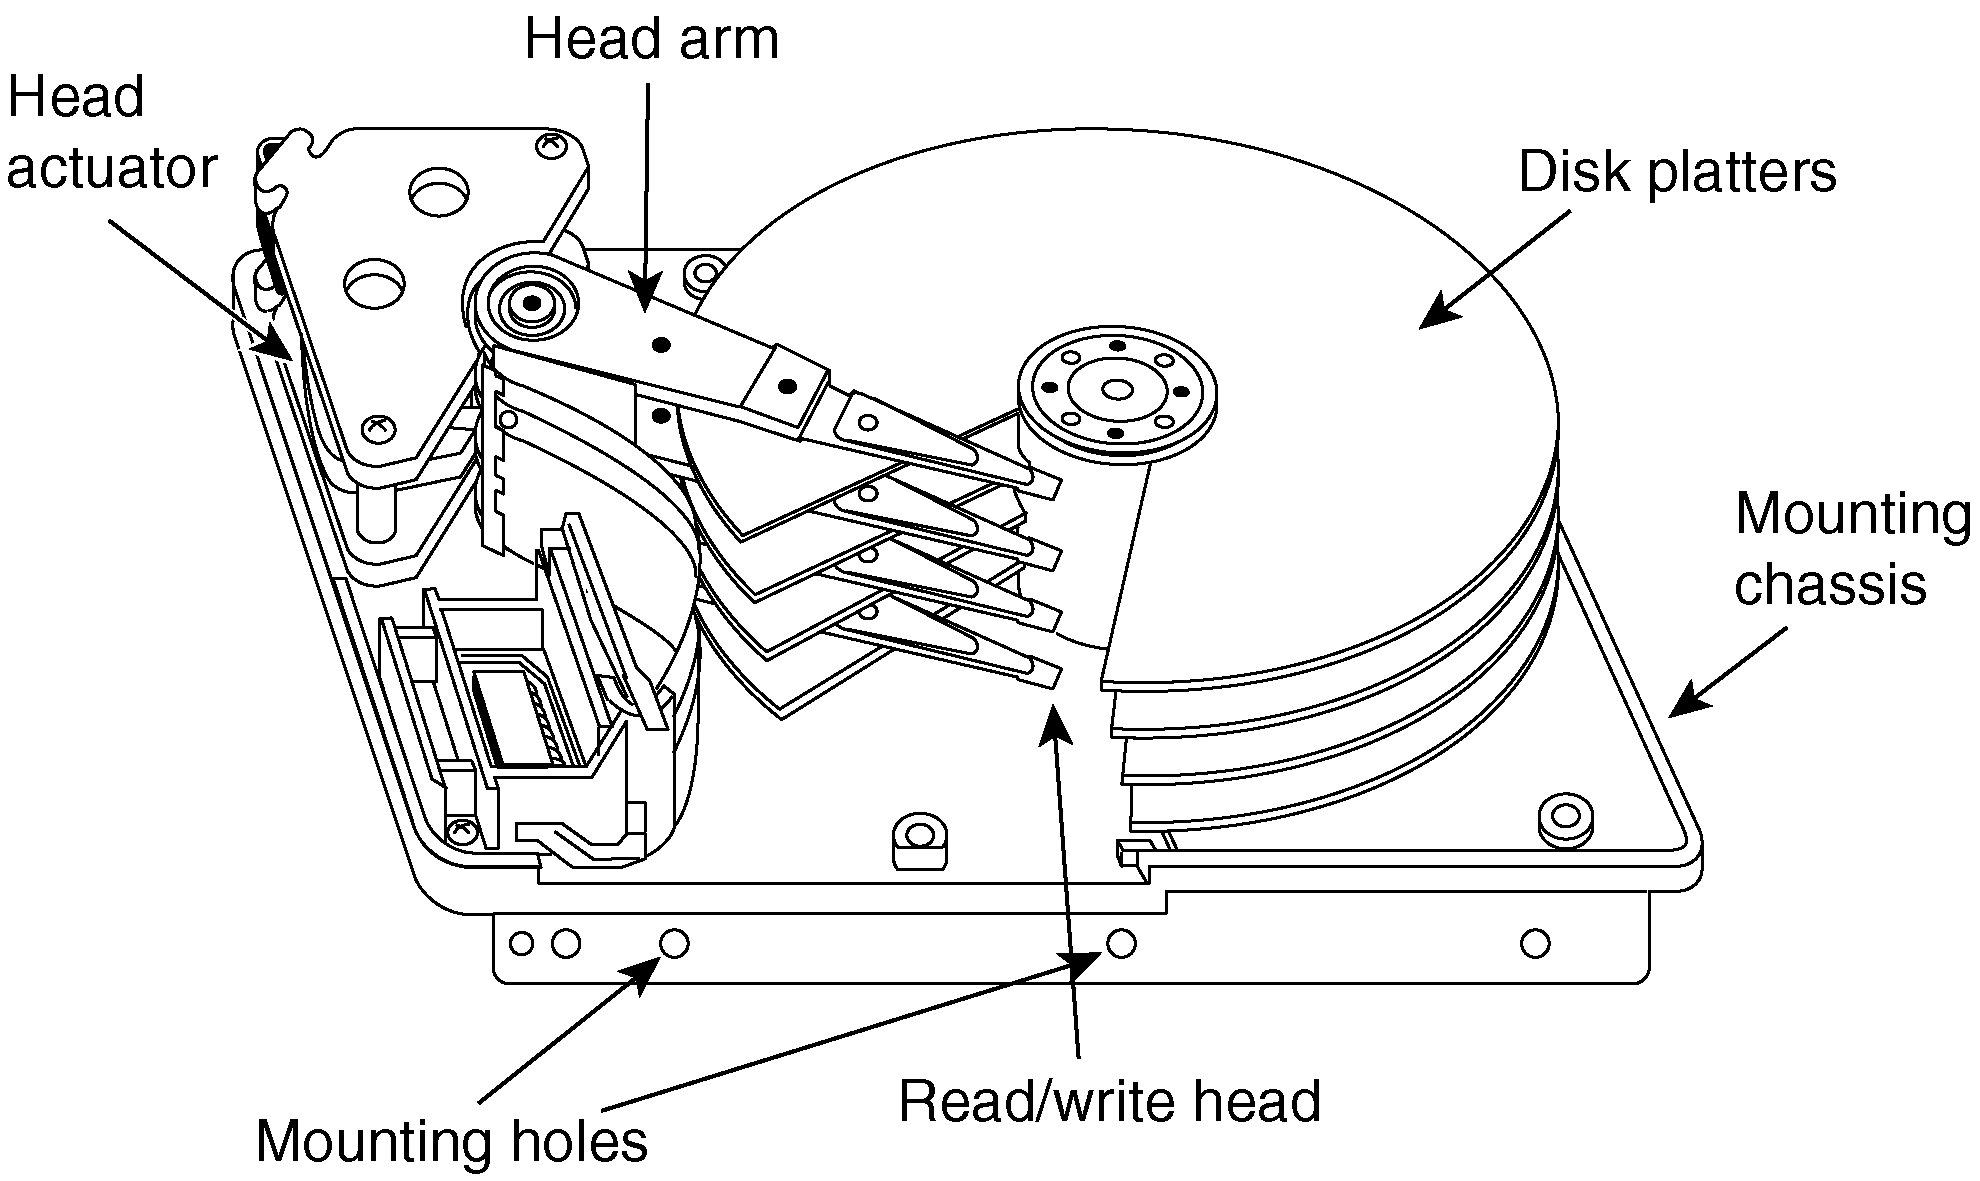 Head arm
Head
actuator
Disk platters
Mounting
chassis
Read/write head
Mounting holes